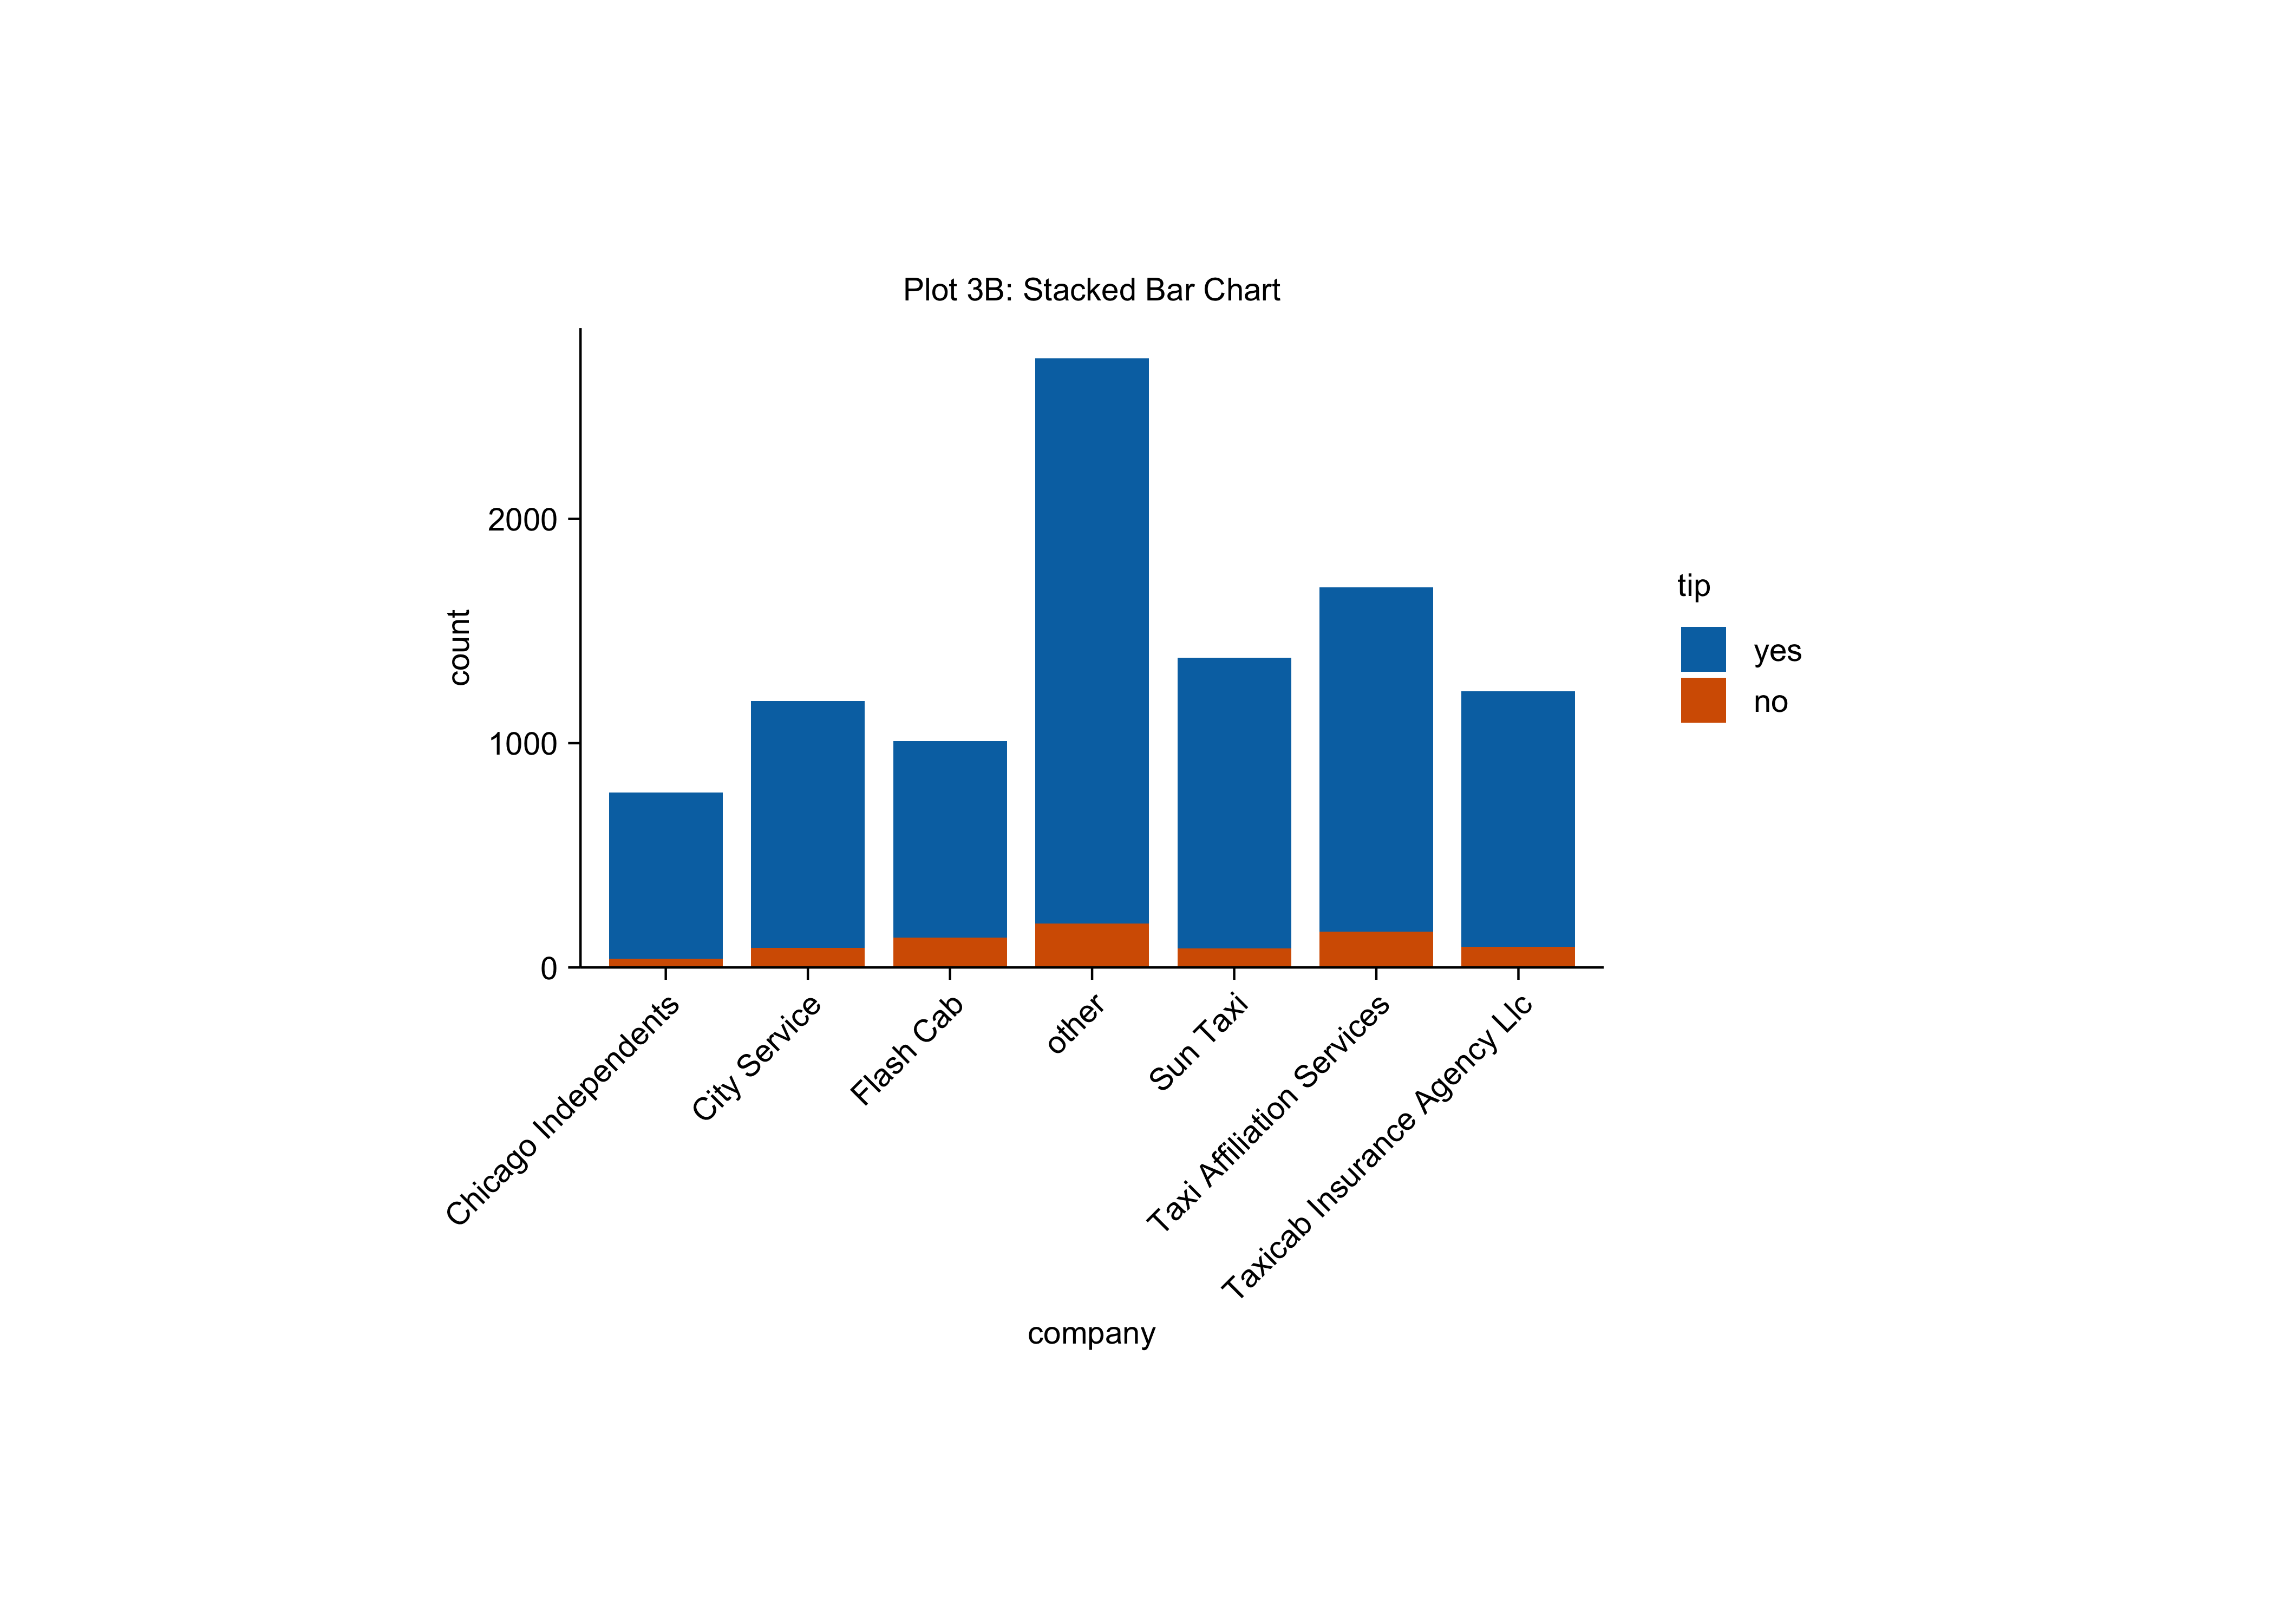 Plot 3B: Stacked Bar Chart
count
2000
1000
0
tip
yes
no
Chicago Independents
City Service
Flash Cab
other
Sun Taxi
Taxi Affiliation Services
Taxicab Insurance Agency Llc
company